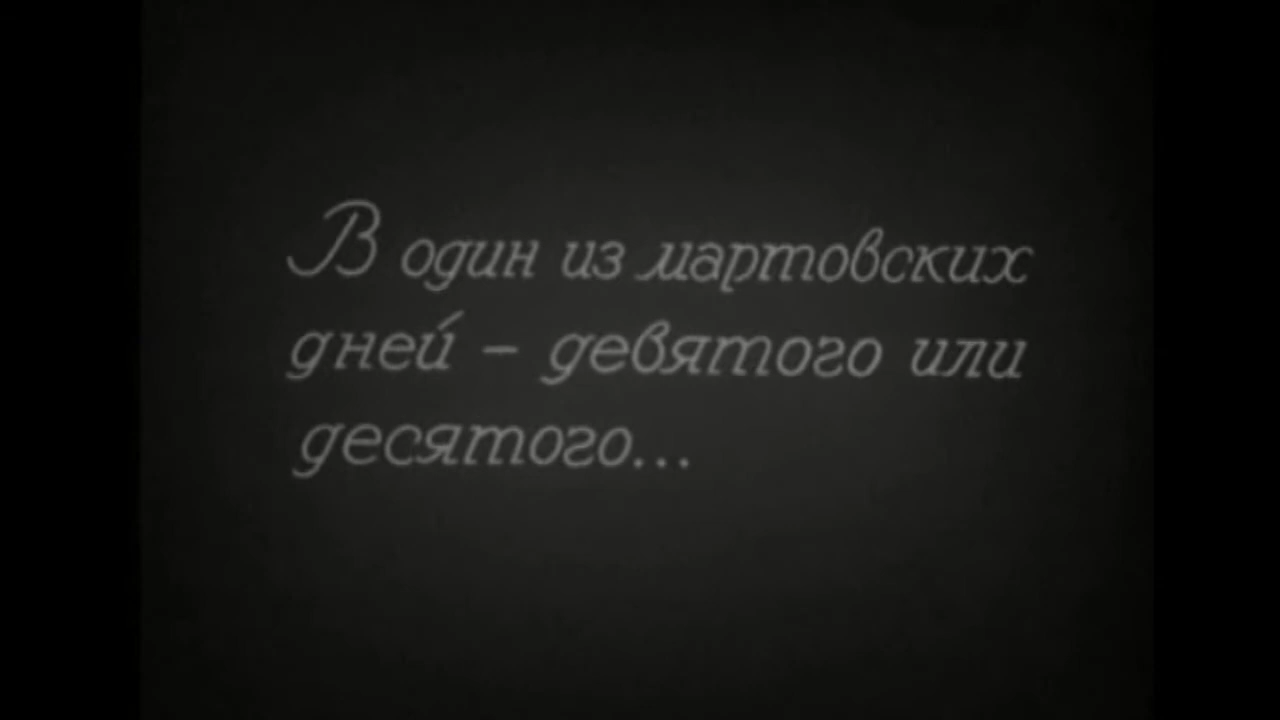 В один из мартовских
дней – девятого или
десятого...